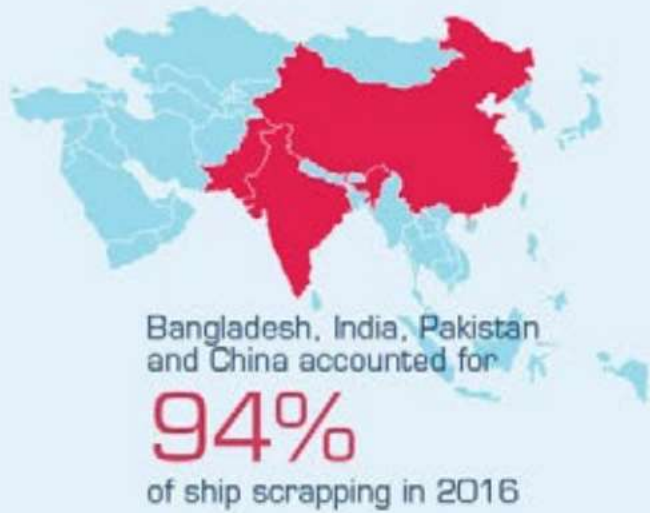 Bangladesh, India, Pakistan
and China accounted for
94%
of ship scrapping in 2016